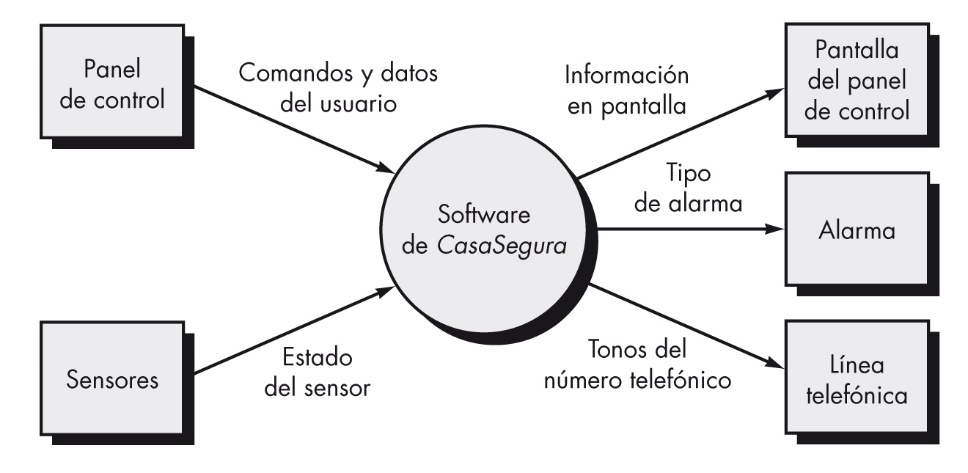 Panel
de control
Comandos y datos
del usuario
Información
en pantalla
Pantalla
del panel
de control
Software
de CasaSegura
Tipo
de alarma
Alarma
Sensores
Estado
del sensor
Tonos del
número telefónico
Línea
telefónica